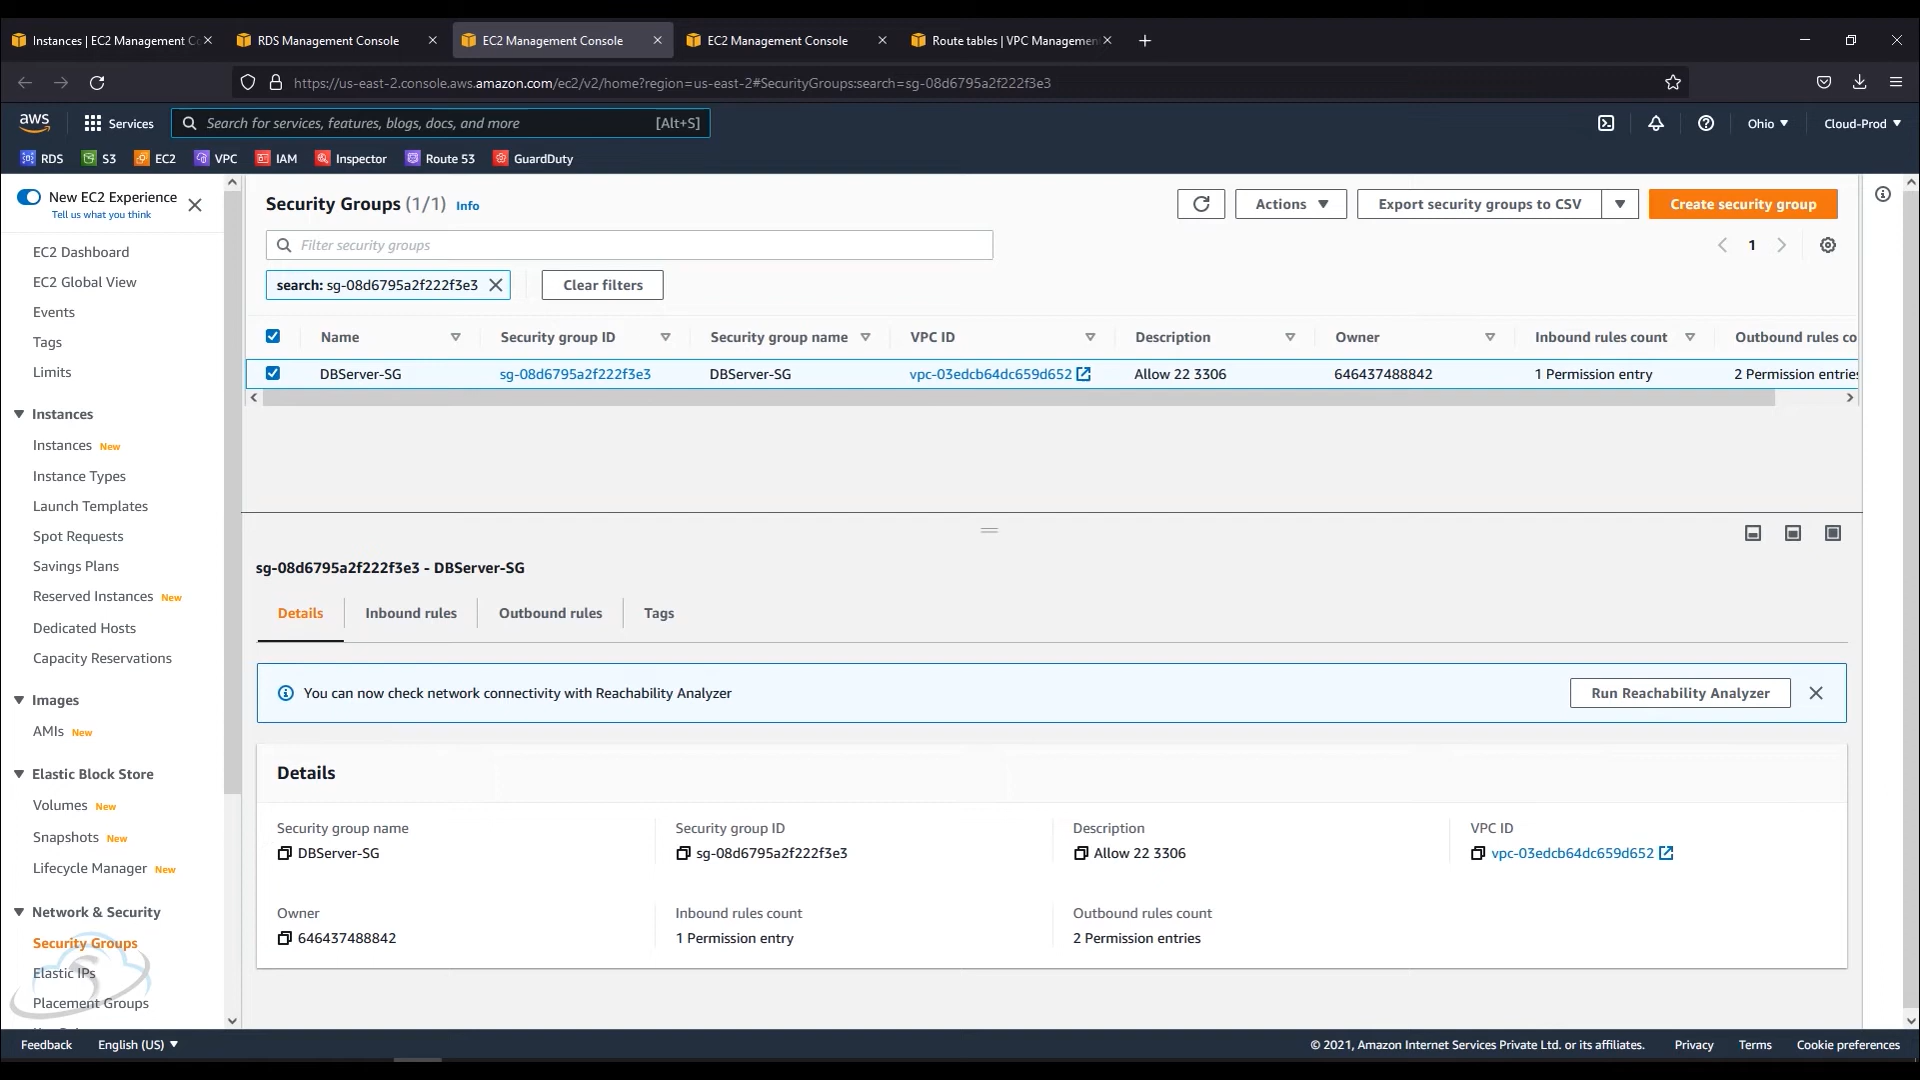 Instances | EC2 Management C
RDS Management Console
EC2 Management Console
EC2 Management Console
Route tables | VPC Managemen
https://us-east-2.console.aws.amazon.com/ec2/v2/home?region=us-east-2#SecurityGroups:search=sg-08d6795a2f222f3e3
aws
Services
Search for services, features, blogs, docs, and more
[Alt+S]
Ohio
Cloud-Prod
RDS
S3
EC2
VPC
IAM
Inspector
Route 53
GuardDuty
New EC2 Experience
Tell us what you think
EC2 Dashboard
EC2 Global View
Events
Tags
Limits
Instances
Instances New
Instance Types
Launch Templates
Spot Requests
Savings Plans
Reserved Instances New
Dedicated Hosts
Capacity Reservations
Images
AMIs New
Elastic Block Store
Volumes New
Snapshots New
Lifecycle Manager New
Network & Security
Security Groups
Elastic IPs
Placement Groups
Security Groups (1/1) Info
Actions
Export security groups to CSV
Create security group
Filter security groups
1
search: sg-08d6795a2f222f3e3
Clear filters
Name Security group ID Security group name VPC ID Description Owner Inbound rules count Outbound rules co
DBServer-SG sg-08d6795a2f222f3e3 DBServer-SG vpc-03edcb64dc659d652 Allow 22 3306 646437488842 1 Permission entry 2 Permission entries
sg-08d6795a2f222f3e3 - DBServer-SG
Details
Inbound rules
Outbound rules
Tags
You can now check network connectivity with Reachability Analyzer
Run Reachability Analyzer
Details
Security group name
DBServer-SG
Security group ID
sg-08d6795a2f222f3e3
Description
Allow 22 3306
VPC ID
vpc-03edcb64dc659d652
Owner
646437488842
Inbound rules count
1 Permission entry
Outbound rules count
2 Permission entries
Feedback
English (US)
© 2021, Amazon Internet Services Private Ltd. or its affiliates.
Privacy
Terms
Cookie preferences